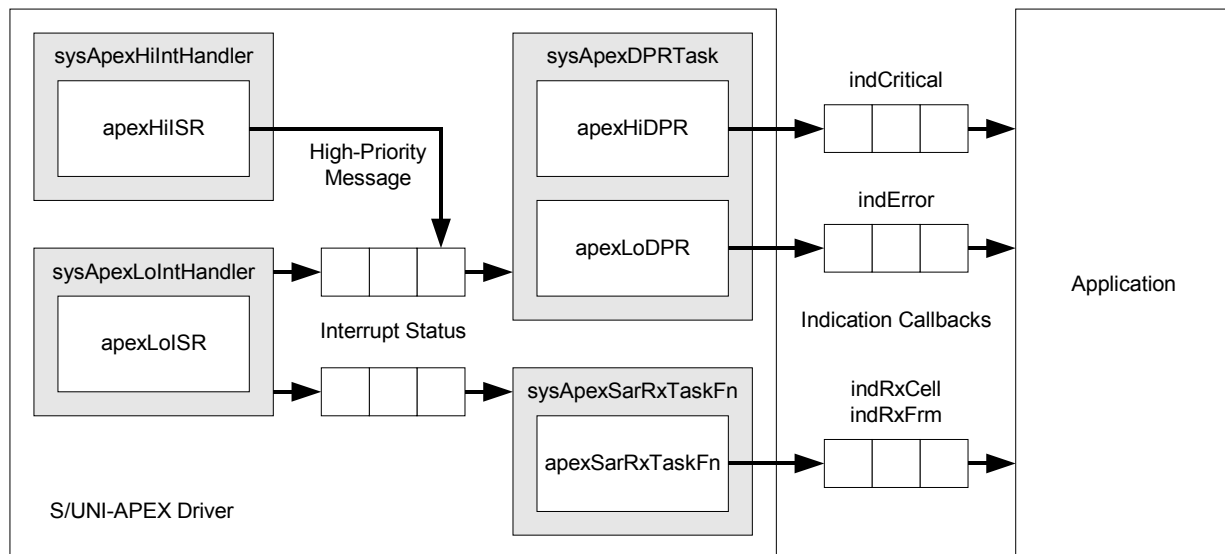 sysApexHiIntHandler
apexHiISR
High-Priority
Message
sysApexLoIntHandler
apexLoISR
Interrupt Status
S/UNI-APEX Driver
sysApexDPRTask
apexHiDPR
apexLoDPR
sysApexSarRxTaskFn
apexSarRxTaskFn
indCritical
indError
Indication Callbacks
indRxCell
indRxFrm
Application